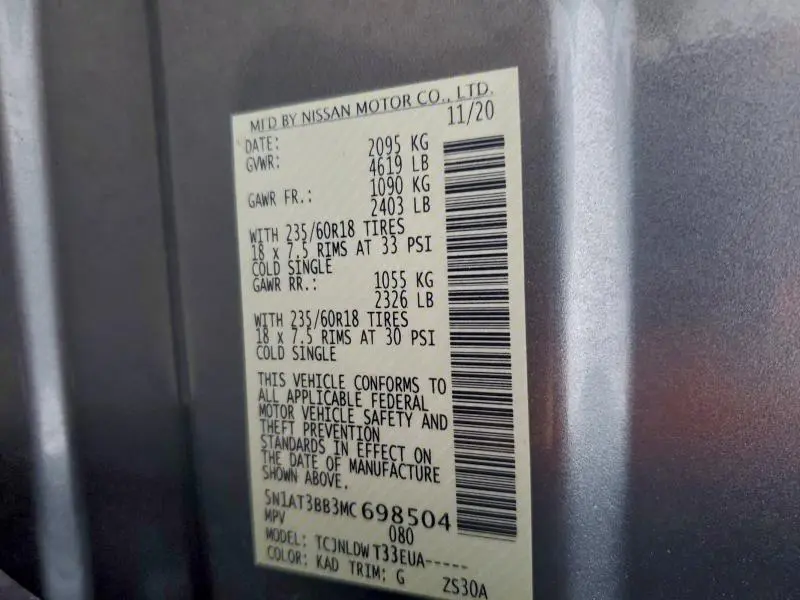 MFD BY NISSAN MOTOR CO., LTD.
DATE: 11/20
GVWR: 2095 KG
4619 LB
GAWR FR.: 1090 KG
2403 LB
WITH 235/60R18 TIRES
18 x 7.5 RIMS AT 33 PSI
COLD SINGLE
GAWR RR.: 1055 KG
2326 LB
WITH 235/60R18 TIRES
18 x 7.5 RIMS AT 30 PSI
COLD SINGLE
THIS VEHICLE CONFORMS TO
ALL APPLICABLE FEDERAL
MOTOR VEHICLE SAFETY AND
THEFT PREVENTION
STANDARDS IN EFFECT ON
THE DATE OF MANUFACTURE
SHOWN ABOVE.
5N1AT3BB3MC698504
MPV 080
MODEL: TCJNLDW T33EUA-----
COLOR: KAD TRIM: G ZS30A